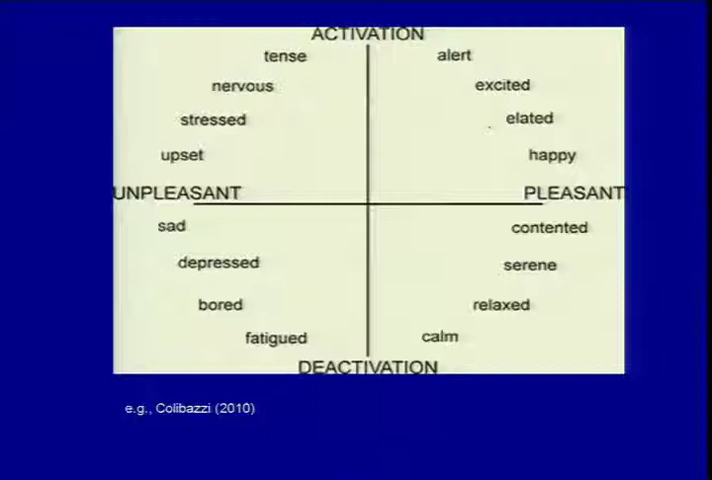 ACTIVATION
tense
alert
nervous
excited
stressed
elated
upset
happy
UNPLEASANT
PLEASANT
sad
contented
depressed
serene
bored
relaxed
fatigued
calm
DEACTIVATION
e.g., Colibazzi (2010)